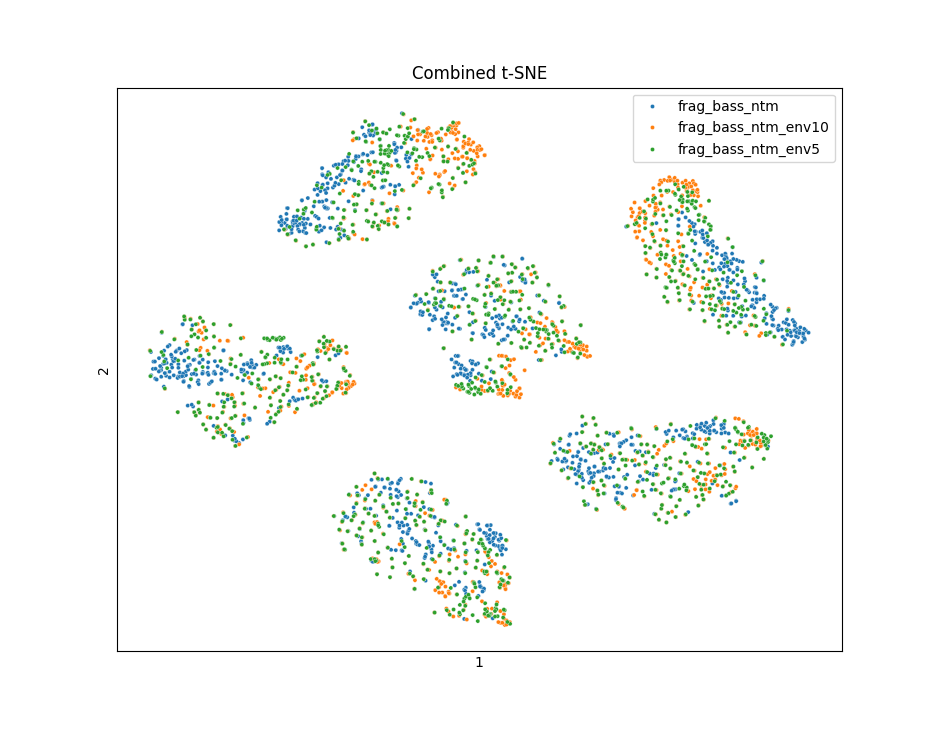 Combined t-SNE
frag_bass_ntm
frag_bass_ntm_env10
frag_bass_ntm_env5
2
1